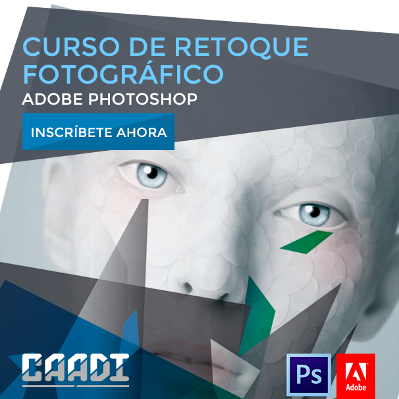 CURSO DE RETOQUE
FOTOGRÁFICO
ADOBE PHOTOSHOP
INSCRÍBETE AHORA
CAADI
Ps
Adobe